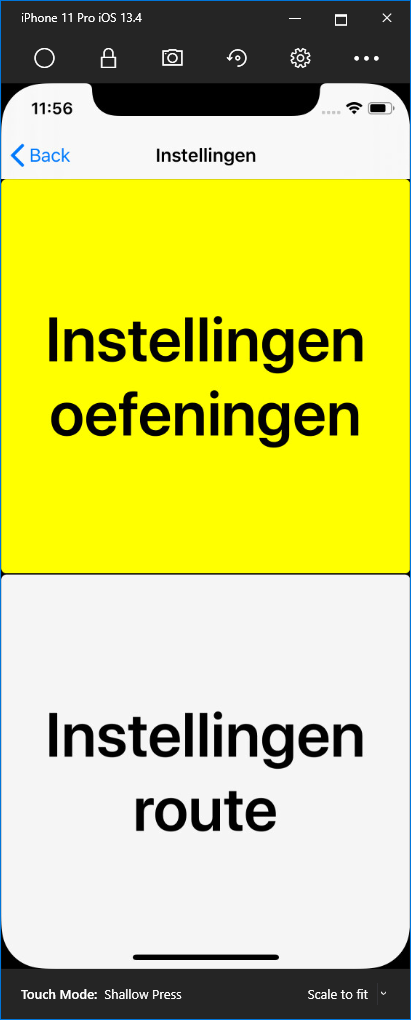 iPhone 11 Pro iOS 13.4
11:56
Back Instellingen
Instellingen
oefeningen
Instellingen
route
Touch Mode: Shallow Press Scale to fit